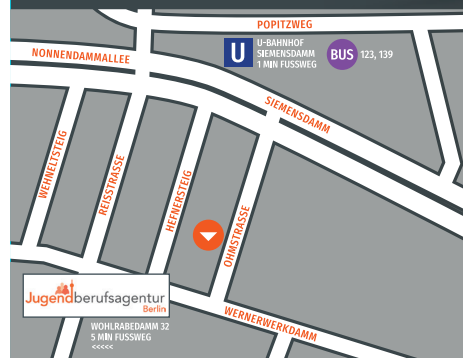 POPITZWEG
NONNENDAMMALLEE
U
U-BAHNHOF
SIEMENSDAMM
1 MIN FUSSWEG
BUS
123, 139
SIEMENSDAMM
WEHNELTSTEIG
REISSTRASSE
HEFNERSTEIG
OHMSTRASSE
Jugendberufsagentur
Berlin
WERNERWERKDAMM
WOHLRABEDAMM 32
5 MIN FUSSWEG
<<<<<